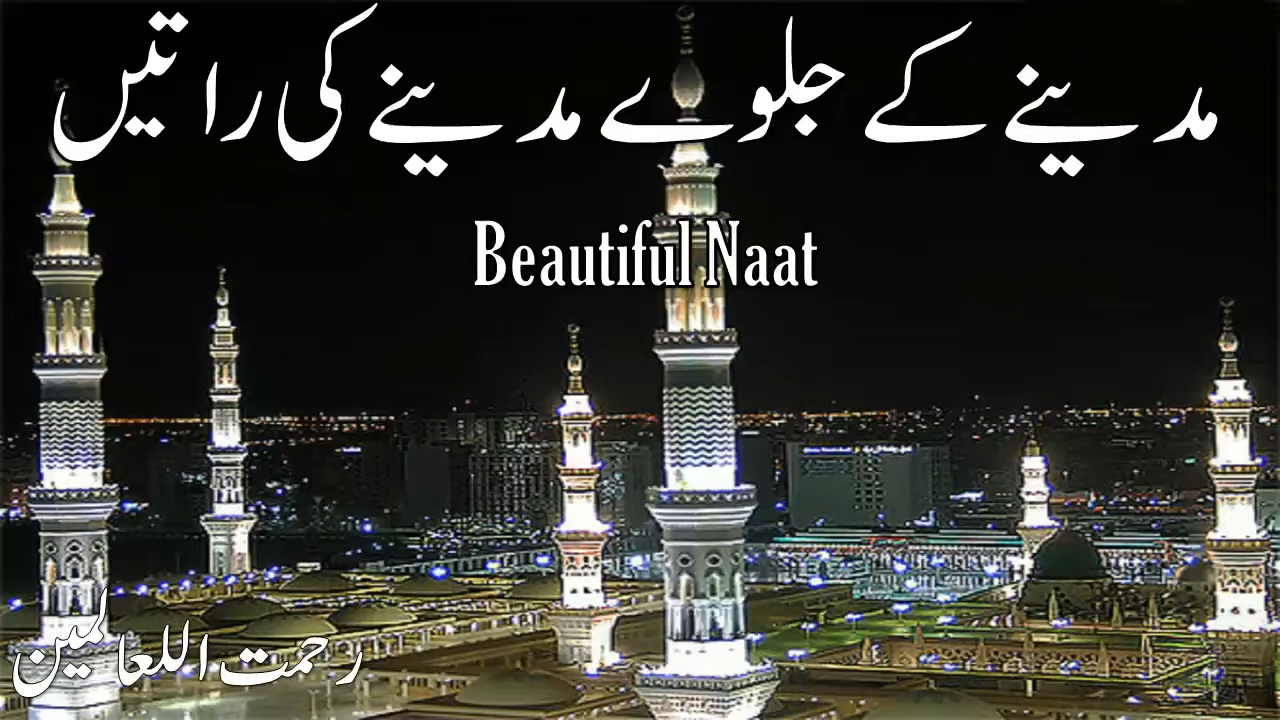 مدینے کے جلوے مدینے کی راتیں
Beautiful Naat
رحمت اللعالمین